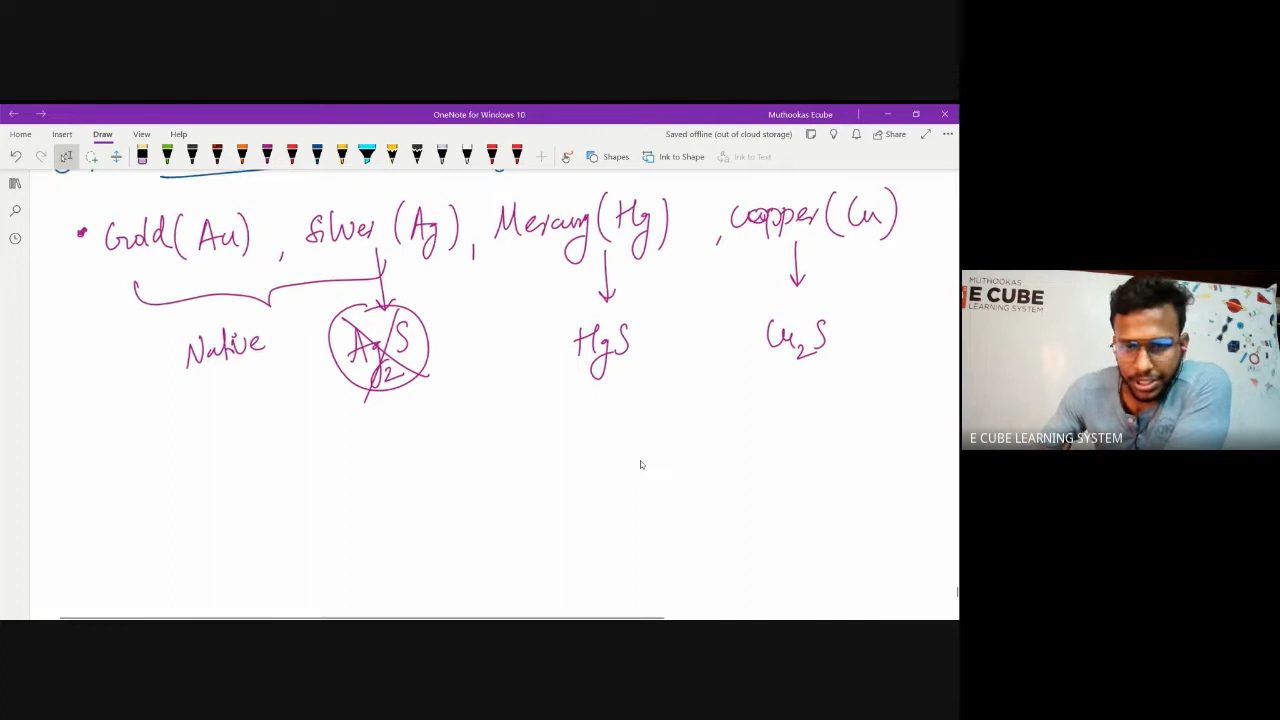 OneNote for Windows 10
Muthookas Ecube
Home Insert Draw View Help
Saved offline (out of cloud storage)
Share
Shapes
Ink to Shape
Ink to Text
• Gold (Au) , Silver (Ag) , Mercury (Hg) , Copper (Cu)
Native
Ag2S
HgS
Cu2S
MUTHOOKAS
E CUBE
LEARNING SYSTEM
E CUBE LEARNING SYSTEM